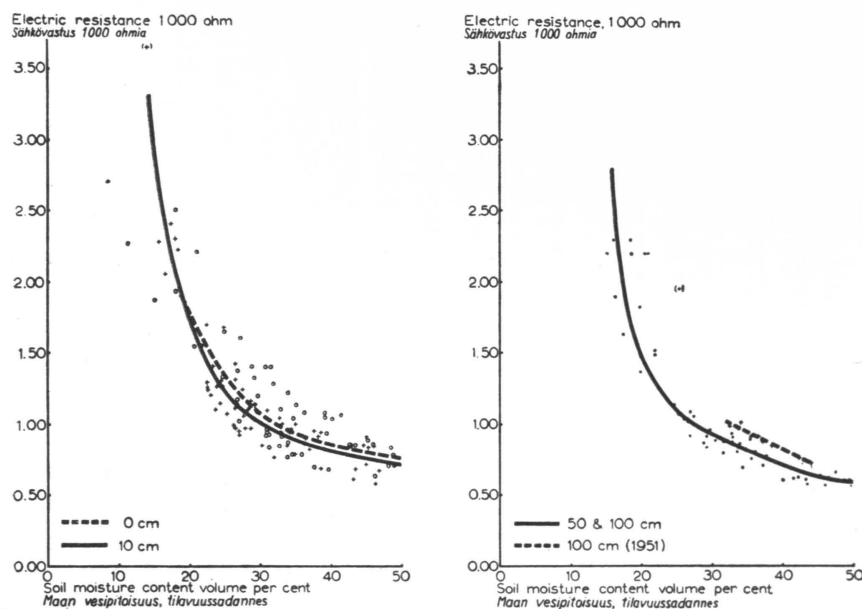 Electric resistance 1000 ohm
Sähkövastus 1000 ohmia
3.50
3.00
2.50
2.00
1.50
1.00
0.50
0.00
0 cm
10 cm
10
20
30
40
50
Soil moisture content volume per cent
Maan vesipitoisuus, tilavuussadannes
Electric resistance, 1000 ohm
Sähkövastus 1000 ohmia
3.50
3.00
2.50
2.00
1.50
1.00
0.50
0.00
50 & 100 cm
100 cm (1951)
10
20
30
40
50
Soil moisture content volume per cent
Maan vesipitoisuus, tilavuussadannes